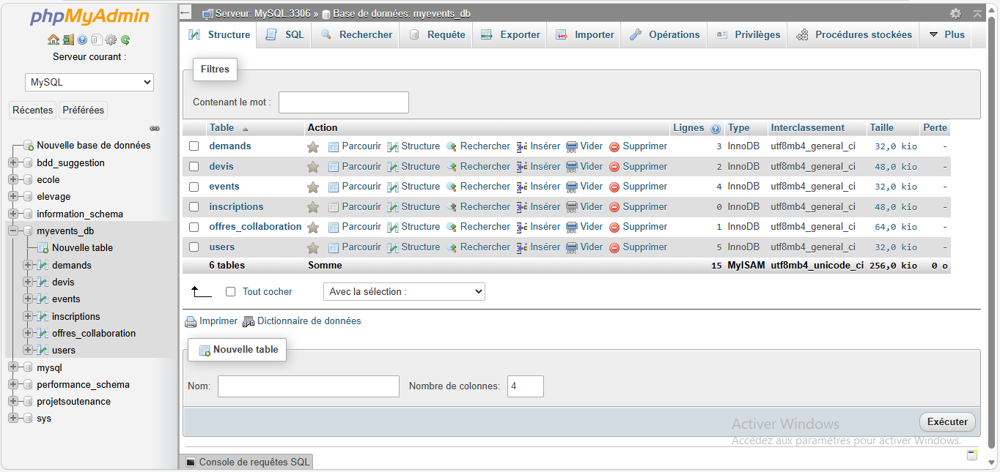 phpMyAdmin
Serveur courant :
MySQL
Récentes Préférées
Nouvelle base de données
bdd_suggestion
ecole
elevage
information_schema
myevents_db
Nouvelle table
demands
devis
events
inscriptions
offres_collaboration
users
mysql
performance_schema
projetsoutenance
sys
Serveur: MySQL:3306 » Base de données: myevents_db
Structure SQL Rechercher Requête Exporter Importer Opérations Privilèges Procédures stockées Plus
Filtres
Contenant le mot :
Table Action Lignes Type Interclassement Taille Perte
demands Parcourir Structure Rechercher Insérer Vider Supprimer 3 InnoDB utf8mb4_general_ci 32,0 kio -
devis Parcourir Structure Rechercher Insérer Vider Supprimer 2 InnoDB utf8mb4_general_ci 48,0 kio -
events Parcourir Structure Rechercher Insérer Vider Supprimer 4 InnoDB utf8mb4_general_ci 32,0 kio -
inscriptions Parcourir Structure Rechercher Insérer Vider Supprimer 0 InnoDB utf8mb4_general_ci 48,0 kio -
offres_collaboration Parcourir Structure Rechercher Insérer Vider Supprimer 1 InnoDB utf8mb4_general_ci 64,0 kio -
users Parcourir Structure Rechercher Insérer Vider Supprimer 5 InnoDB utf8mb4_general_ci 32,0 kio -
6 tables Somme 15 MyISAM utf8mb4_unicode_ci 256,0 kio 0 o
Tout cocher Avec la sélection :
Imprimer Dictionnaire de données
Nouvelle table
Nom: Nombre de colonnes: 4
Exécuter
Activer Windows
Accédez aux paramètres pour activer Windows.
Console de requêtes SQL